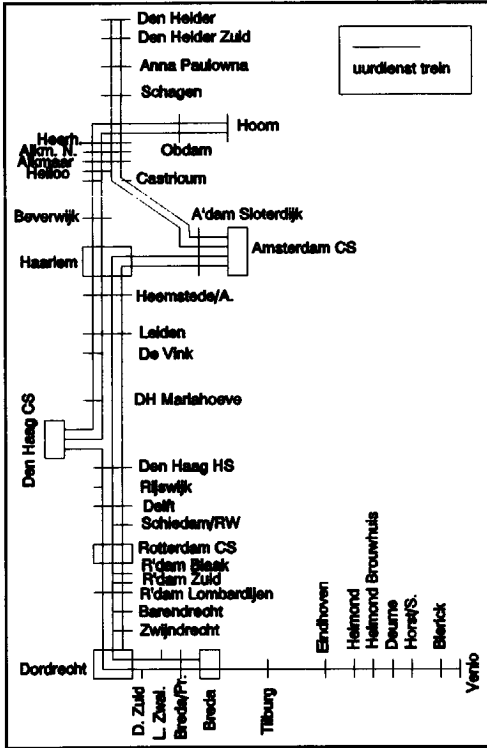 Den Helder
Den Helder Zuid
Anna Paulowna
Schagen
uurdienst trein
Hoorn
Heerh.
Obdam
Alkm. N.
Alkmaar
Heiloo
Castricum
Beverwijk
A'dam Sloterdijk
Amsterdam CS
Haarlem
Heemstede/A.
Leiden
De Vink
DH Mariahoeve
Den Haag CS
Den Haag HS
Rijswijk
Delft
Schiedam/RW
Rotterdam CS
R'dam Blaak
R'dam Zuid
R'dam Lombardijen
Barendrecht
Zwijndrecht
Dordrecht
D. Zuid
L. Zwal.
Breda/Pr.
Breda
Tilburg
Eindhoven
Helmond
Helmond Brouwhuis
Deurne
Horst/S.
Blerick
Venlo